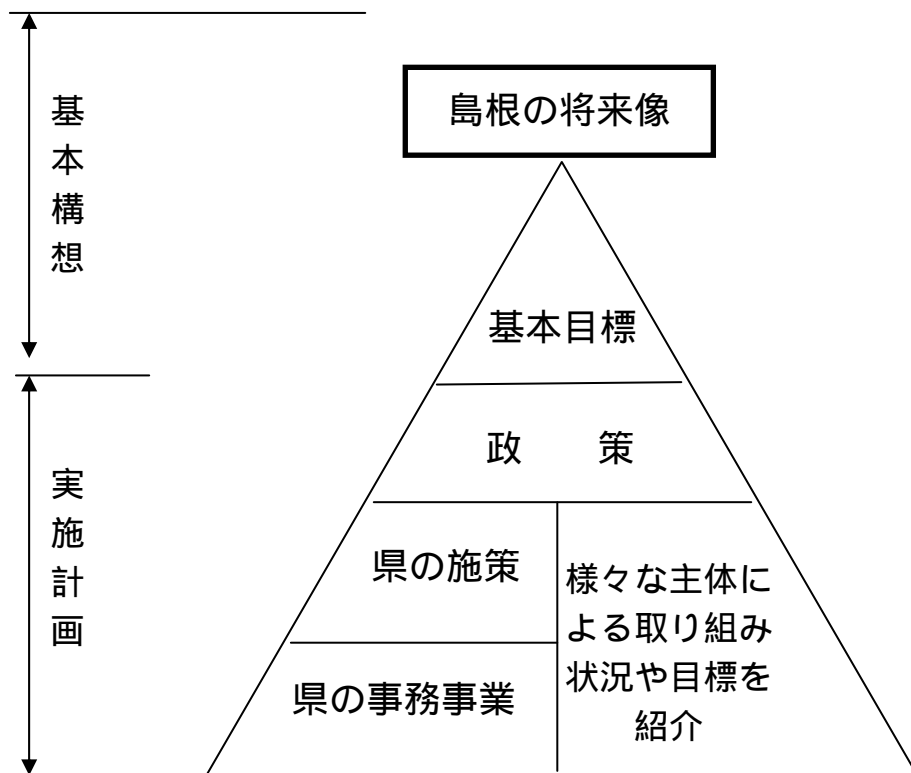 基本構想
島根の将来像
基本目標
政　　策
実施計画
県の施策
県の事務事業
様々な主体に
よる取り組み
状況や目標を
紹介